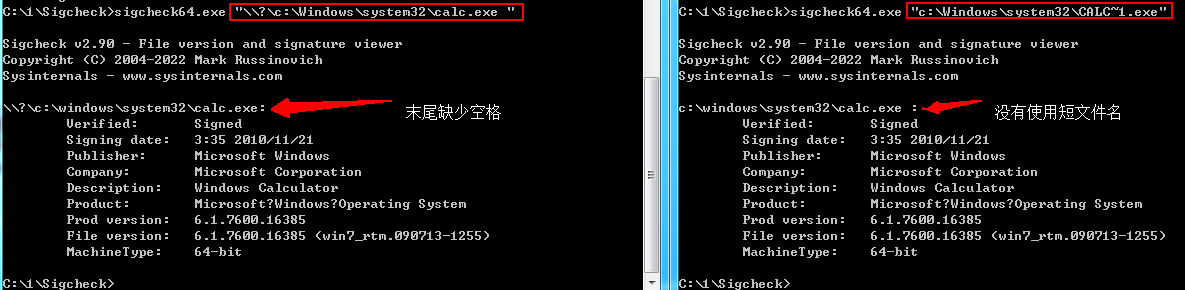 C:\1\Sigcheck>sigcheck64.exe "\\?\c:\Windows\system32\calc.exe "
Sigcheck v2.90 - File version and signature viewer
Copyright (C) 2004-2022 Mark Russinovich
Sysinternals - www.sysinternals.com
\\?\c:\windows\system32\calc.exe:
末尾缺少空格
Verified: Signed
Signing date: 3:35 2010/11/21
Publisher: Microsoft Windows
Company: Microsoft Corporation
Description: Windows Calculator
Product: Microsoft?Windows?Operating System
Prod version: 6.1.7600.16385
File version: 6.1.7600.16385 (win7_rtm.090713-1255)
MachineType: 64-bit
C:\1\Sigcheck>
C:\1\Sigcheck>sigcheck64.exe "c:\Windows\system32\CALC~1.exe"
Sigcheck v2.90 - File version and signature viewer
Copyright (C) 2004-2022 Mark Russinovich
Sysinternals - www.sysinternals.com
c:\windows\system32\calc.exe :
没有使用短文件名
Verified: Signed
Signing date: 3:35 2010/11/21
Publisher: Microsoft Windows
Company: Microsoft Corporation
Description: Windows Calculator
Product: Microsoft?Windows?Operating System
Prod version: 6.1.7600.16385
File version: 6.1.7600.16385 (win7_rtm.090713-1255)
MachineType: 64-bit
C:\1\Sigcheck>